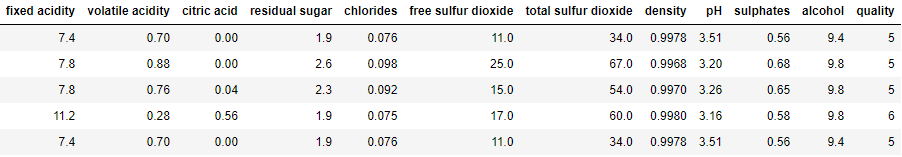 fixed acidity volatile acidity citric acid residual sugar chlorides free sulfur dioxide total sulfur dioxide density pH sulphates alcohol quality
7.4 0.70 0.00 1.9 0.076 11.0 34.0 0.9978 3.51 0.56 9.4 5
7.8 0.88 0.00 2.6 0.098 25.0 67.0 0.9968 3.20 0.68 9.8 5
7.8 0.76 0.04 2.3 0.092 15.0 54.0 0.9970 3.26 0.65 9.8 5
11.2 0.28 0.56 1.9 0.075 17.0 60.0 0.9980 3.16 0.58 9.8 6
7.4 0.70 0.00 1.9 0.076 11.0 34.0 0.9978 3.51 0.56 9.4 5